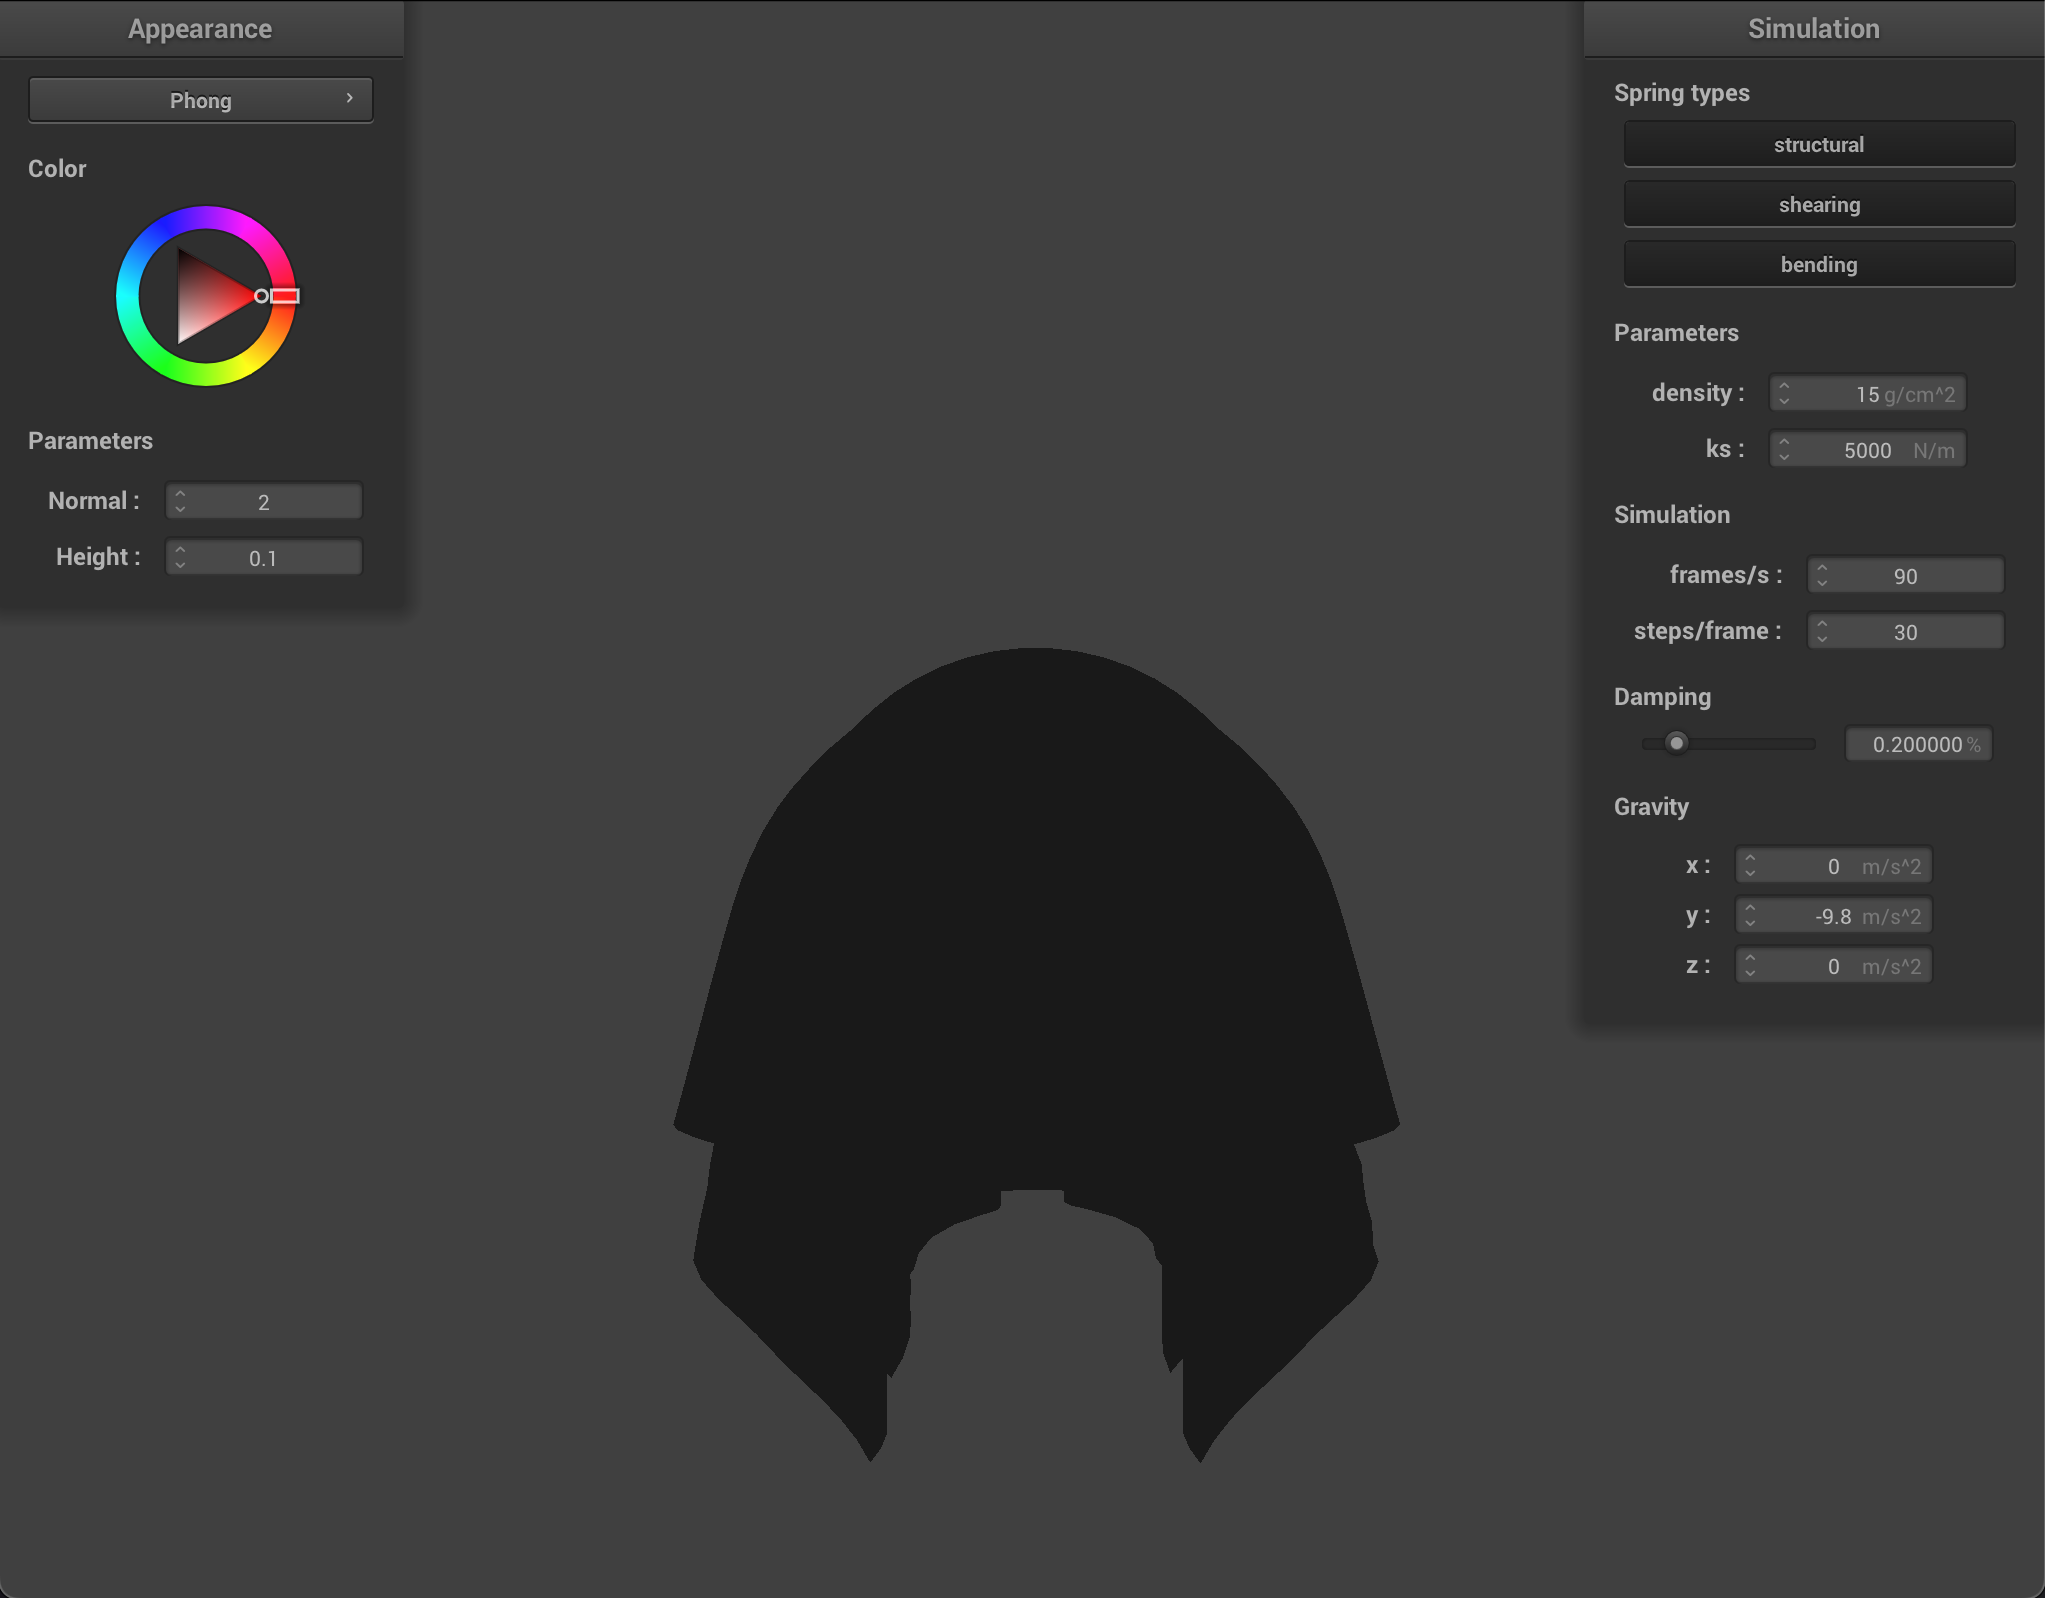 Appearance
Phong
Color
Parameters
Normal : 2
Height : 0.1
Simulation
Spring types
structural
shearing
bending
Parameters
density : 15 g/cm^2
ks : 5000 N/m
Simulation
frames/s : 90
steps/frame : 30
Damping
0.200000 %
Gravity
x : 0 m/s^2
y : -9.8 m/s^2
z : 0 m/s^2